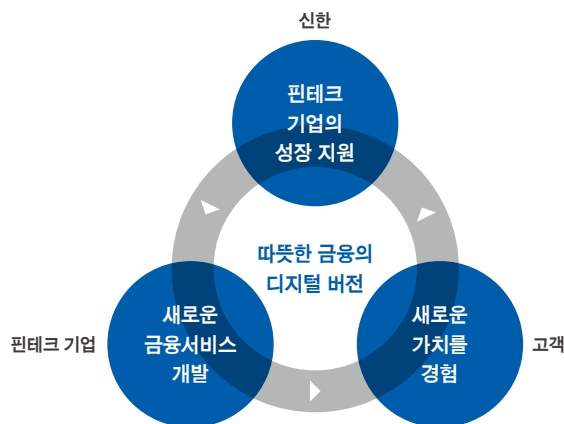 신한
핀테크
기업의
성장 지원
따뜻한 금융의
디지털 버전
핀테크 기업
새로운
금융서비스
개발
새로운
가치를
경험
고객